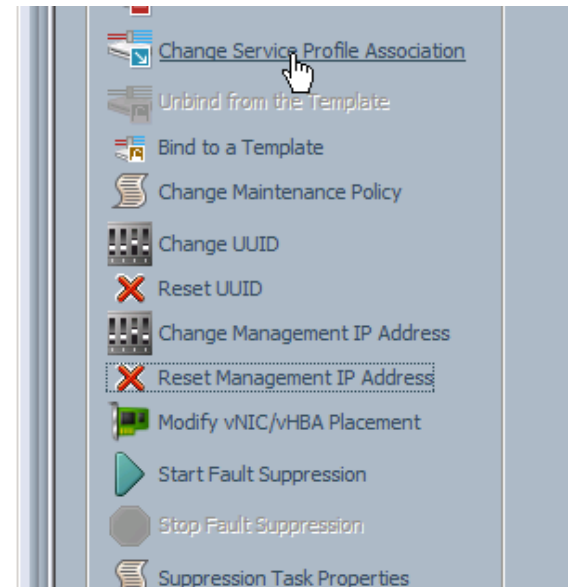 Change Service Profile Association
Unbind from the Template
Bind to a Template
Change Maintenance Policy
Change UUID
Reset UUID
Change Management IP Address
Reset Management IP Address
Modify vNIC/vHBA Placement
Start Fault Suppression
Stop Fault Suppression
Suppression Task Properties